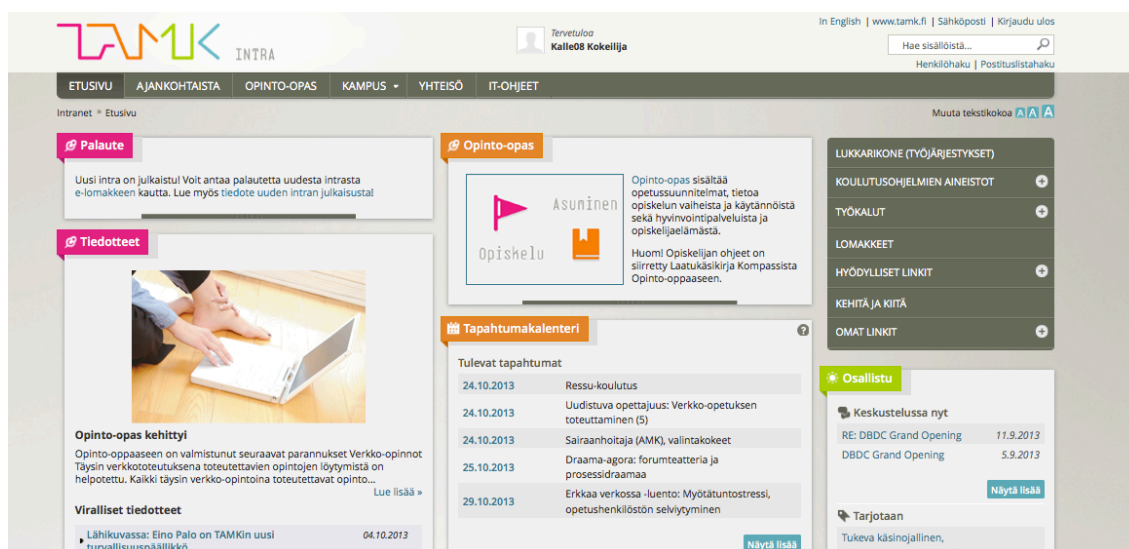 In English | www.tamk.fi | Sähköposti | Kirjaudu ulos
TAMK INTRA
Tervetuloa
Kalle08 Kokeilija
Hae sisällöistä...
Henkilöhaku | Postituslistahaku
ETUSIVU AJANKOHTAISTA OPINTO-OPAS KAMPUS YHTEISÖ IT-OHJEET
Intranet » Etusivu
Muuta tekstikokoa A A A
Palaute
Uusi intra on julkaistu! Voit antaa palautetta uudesta intrasta
e-lomakkeen kautta. Lue myös tiedote uuden intran julkaisusta!
Tiedotteet
Opinto-opas kehittyi
Opinto-oppaaseen on valmistunut seuraavat parannukset Verkko-opinnot
Täysin verkkototeutuksena toteutettavien opintojen löytymistä on
helpotettu. Kaikki täysin verkko-opintoina toteutettavat opinto...
Lue lisää »
Viralliset tiedotteet
Lähikuvassa: Eino Palo on TAMKin uusi 04.10.2013
turvallisuuspäällikkö
Opinto-opas
Asuminen
Opiskelu
Opinto-opas sisältää
opetussuunnitelmat, tietoa
opiskelun vaiheista ja käytännöistä
sekä hyvinvointipalveluista ja
opiskelijaelämästä.
Huom! Opiskelijan ohjeet on
siirretty Laatukäsikirja Kompassista
Opinto-oppaaseen.
Tapahtumakalenteri
?
Tulevat tapahtumat
24.10.2013 Ressu-koulutus
24.10.2013 Uudistuva opettajuus: Verkko-opetuksen
toteuttaminen (5)
24.10.2013 Sairaanhoitaja (AMK), valintakokeet
25.10.2013 Draama-agora: forumteatteria ja
prosessidraamaa
29.10.2013 Erkkaa verkossa -luento: Myötätuntostressi,
opetushenkilöstön selviytyminen
Näytä lisää
LUKKARIKONE (TYÖJÄRJESTYKSET)
KOULUTUSOHJELMIEN AINEISTOT
TYÖKALUT
LOMAKKEET
HYÖDYLLISET LINKIT
KEHITÄ JA KIITÄ
OMAT LINKIT
Osallistu
Keskustelussa nyt
RE: DBDC Grand Opening 11.9.2013
DBDC Grand Opening 5.9.2013
Näytä lisää
Tarjotaan
Tukeva käsinojallinen,